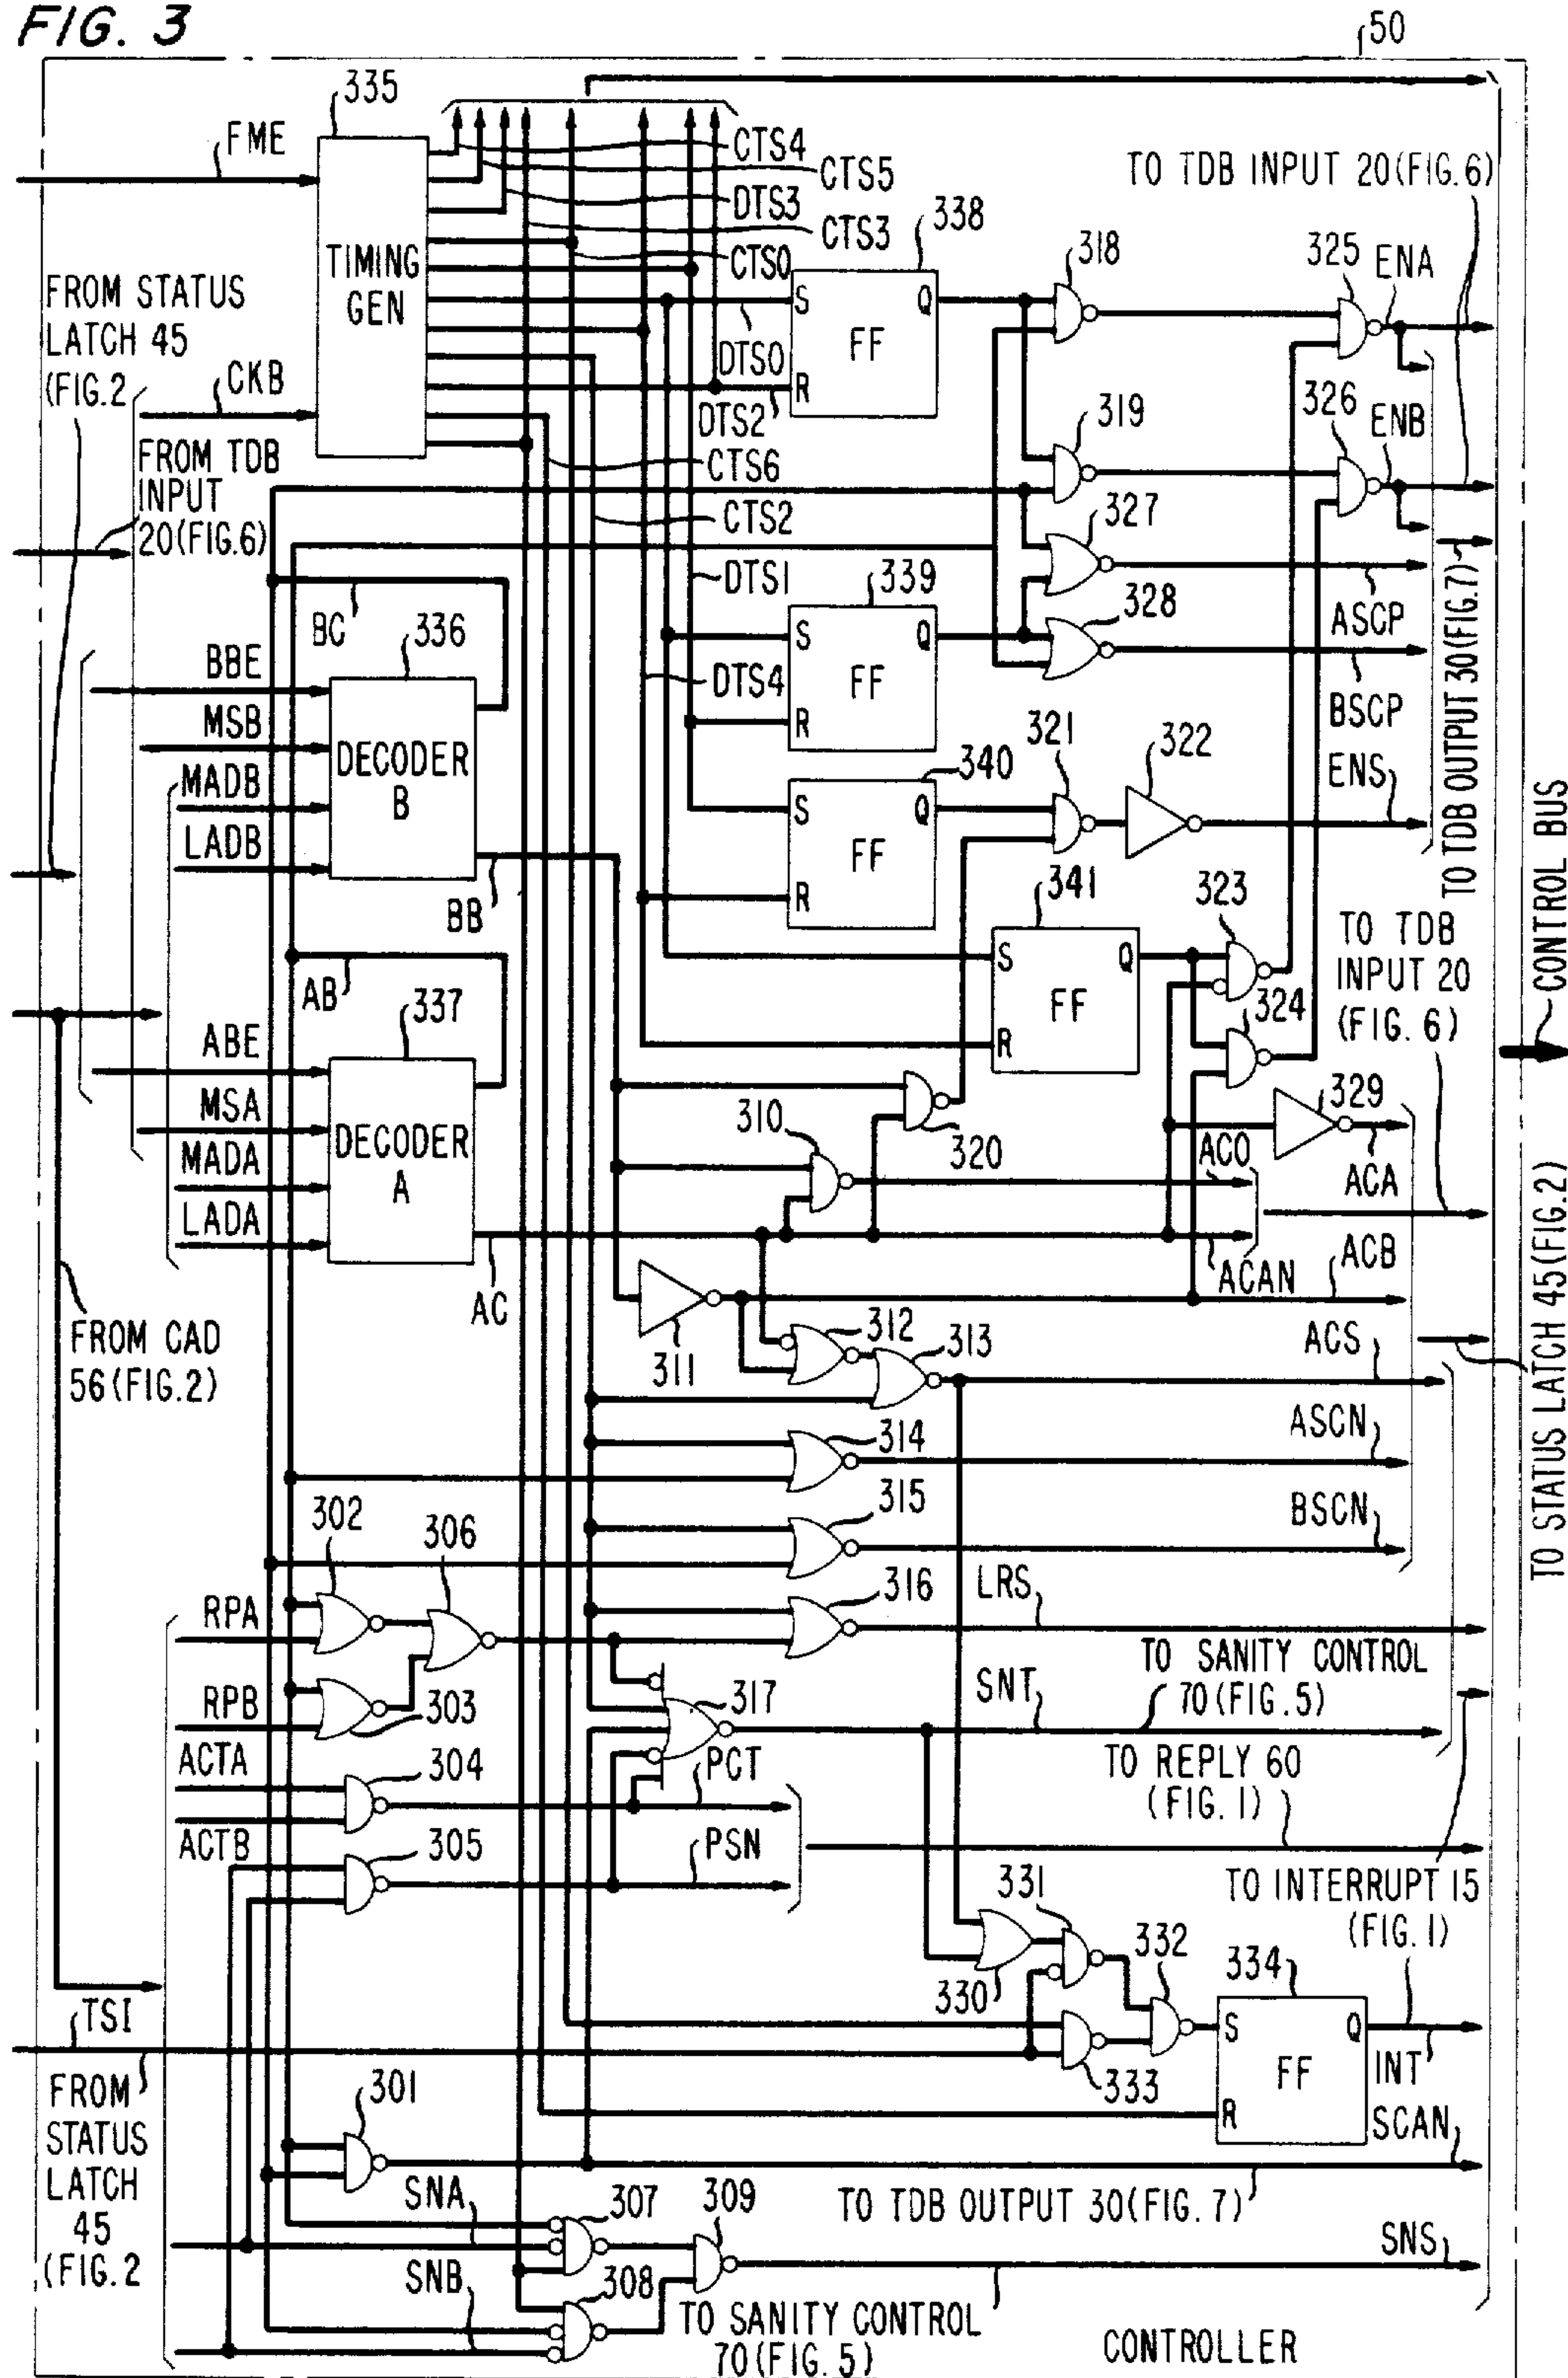 FIG. 3
50
335
FME
CTS4
CTS5
DTS3
CTS3
CTS0
TO TDB INPUT 20(FIG.6)
TIMING
GEN
FROM STATUS
LATCH 45
(FIG.2
CKB
FROM TDB
INPUT
20(FIG.6)
338
S
Q
FF
R
DTS0
DTS2
CTS6
CTS2
318
325
ENA
319
326
ENB
327
ASCP
328
BSCP
DTS1
DTS4
339
S
Q
FF
R
BC
336
BBE
MSB
MADB
LADB
DECODER
B
BB
340
S
Q
FF
R
321
322
ENS
TO TDB OUTPUT 30(FIG.7)
341
S
Q
FF
R
323
324
TO TDB
INPUT 20
(FIG. 6)
CONTROL BUS
AB
337
ABE
MSA
MADA
LADA
DECODER
A
AC
310
320
329
ACO
ACA
ACAN
ACB
FROM CAD
56(FIG.2)
311
312
313
ACS
314
ASCN
315
BSCN
TO STATUS LATCH 45(FIG.2)
302
306
RPA
316
LRS
TO SANITY CONTROL
70(FIG.5)
RPB
303
317
SNT
ACTA
304
PCT
TO REPLY 60
(FIG. 1)
ACTB
305
PSN
TO INTERRUPT 15
(FIG. 1)
331
332
330
334
TSI
S
Q
FF
R
INT
333
FROM
STATUS
LATCH
45
(FIG.2
301
SCAN
TO TDB OUTPUT 30(FIG.7)
SNA
307
309
SNS
SNB
308
TO SANITY CONTROL
70(FIG.5)
CONTROLLER